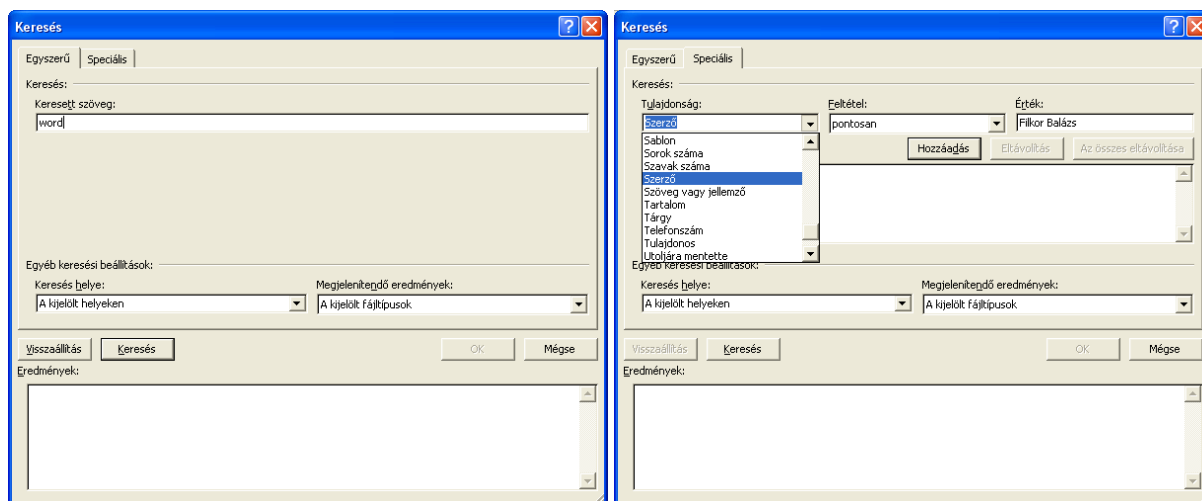 Keresés
Egyszerű Speciális
Keresés:
Keresett szöveg:
word
Egyéb keresési beállítások:
Keresés helye: Megjelenítendő eredmények:
A kijelölt helyeken A kijelölt fájltípusok
Visszaállítás Keresés OK Mégse
Eredmények:
Keresés
Egyszerű Speciális
Keresés:
Tulajdonság: Feltétel: Érték:
Szerző pontosan Filkor Balázs
Hozzáadás Eltávolítás Az összes eltávolítása
Sablon
Sorok száma
Szavak száma
Szerző
Szöveg vagy jellemző
Tartalom
Tárgy
Telefonszám
Tulajdonos
Utoljára mentette
Egyéb keresési beállítások:
Keresés helye: Megjelenítendő eredmények:
A kijelölt helyeken A kijelölt fájltípusok
Visszaállítás Keresés OK Mégse
Eredmények: